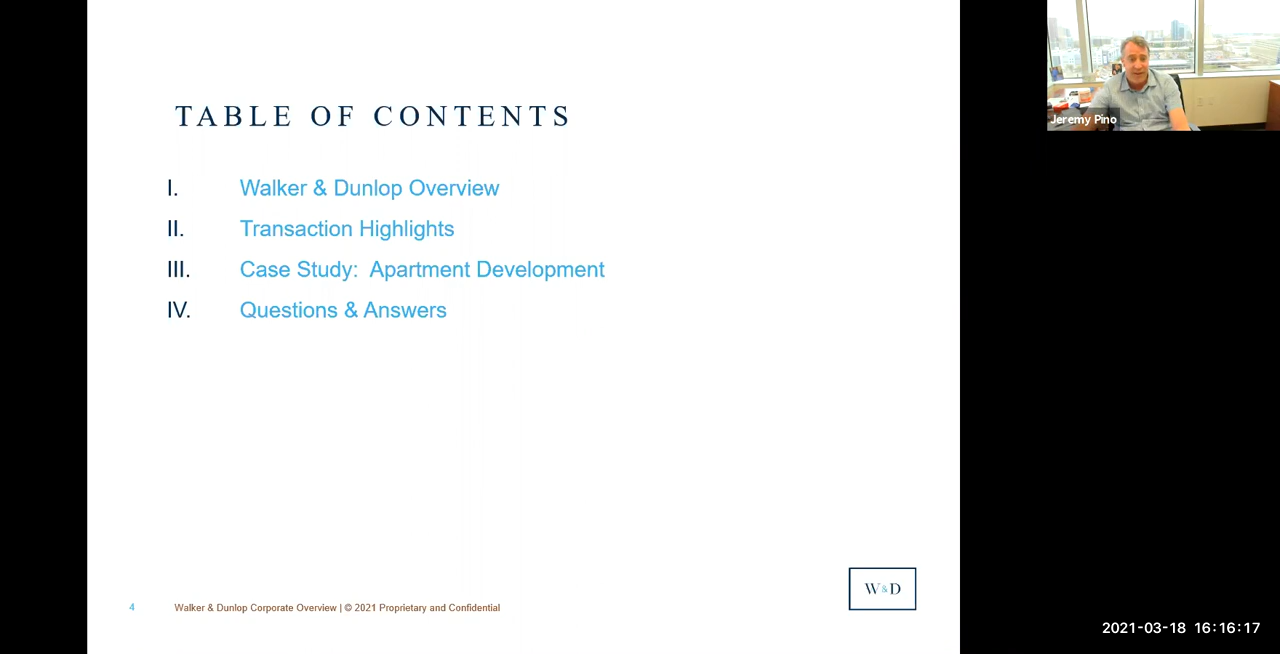 TABLE OF CONTENTS
I. Walker & Dunlop Overview
II. Transaction Highlights
III. Case Study: Apartment Development
IV. Questions & Answers
4 Walker & Dunlop Corporate Overview | © 2021 Proprietary and Confidential
W&D
Jeremy Pino
2021-03-18 16:16:17